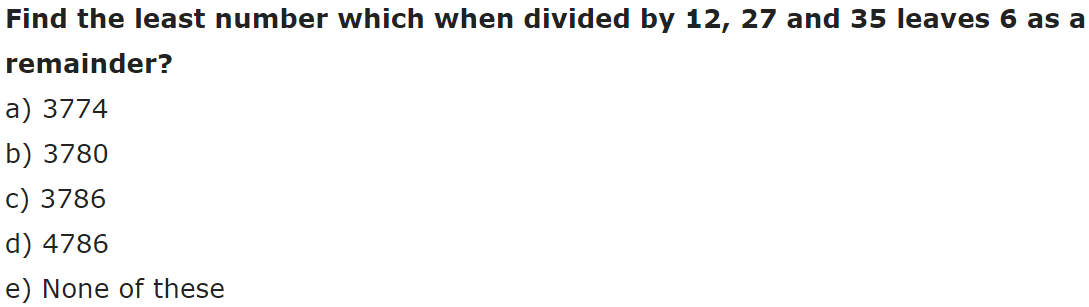 Find the least number which when divided by 12, 27 and 35 leaves 6 as a
remainder?
a) 3774
b) 3780
c) 3786
d) 4786
e) None of these